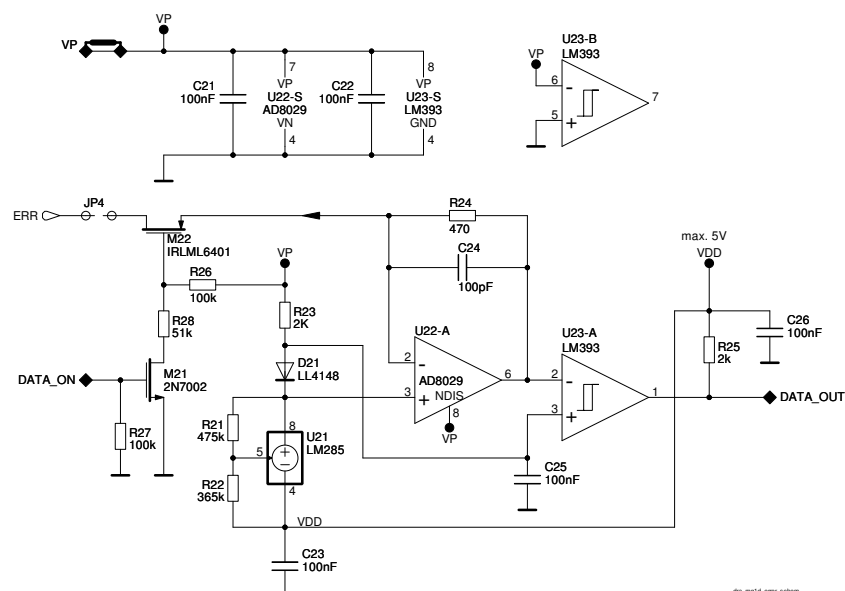 VP
VP
C21
100nF
7
VP
U22-S
AD8029
VN
4
C22
100nF
8
VP
U23-S
LM393
GND
4
U23-B
LM393
VP
6
-
5
+
7
ERR
JP4
M22
IRLML6401
R26
100k
R28
51k
DATA_ON
M21
2N7002
R27
100k
VP
R23
2K
D21
LL4148
R21
475k
R22
365k
8
5
+
−
U21
LM285
4
VDD
C23
100nF
R24
470
C24
100pF
U22-A
2
-
3
+
AD8029
NDIS
8
VP
6
U23-A
LM393
2
-
3
+
1
C25
100nF
max. 5V
VDD
R25
2k
C26
100nF
DATA_OUT